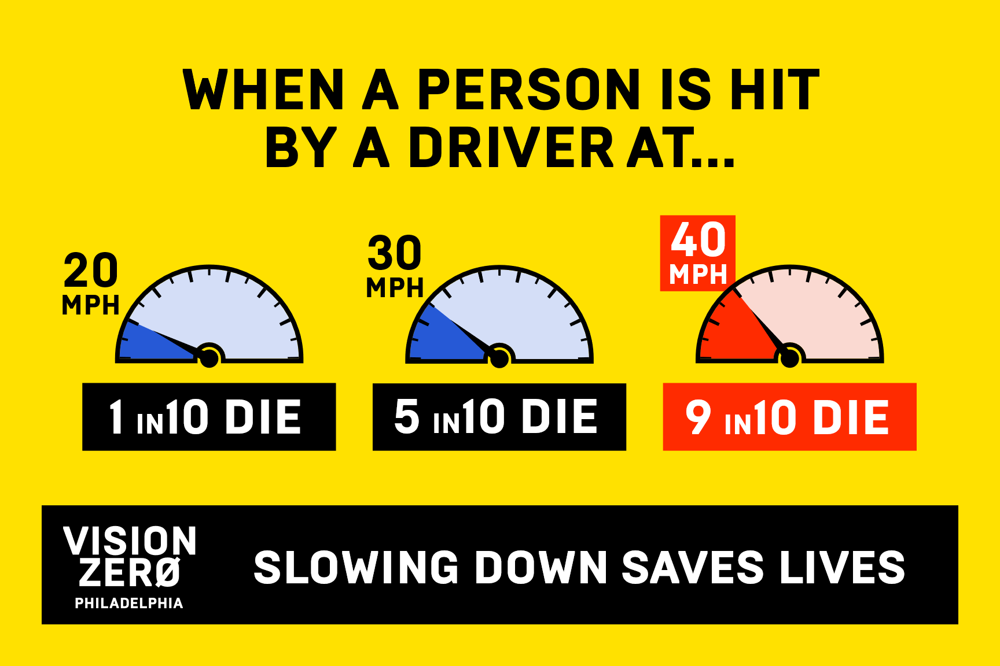 WHEN A PERSON IS HIT
BY A DRIVER AT...
20
MPH
1 IN 10 DIE
30
MPH
5 IN 10 DIE
40
MPH
9 IN 10 DIE
VISION
ZERØ
PHILADELPHIA
SLOWING DOWN SAVES LIVES